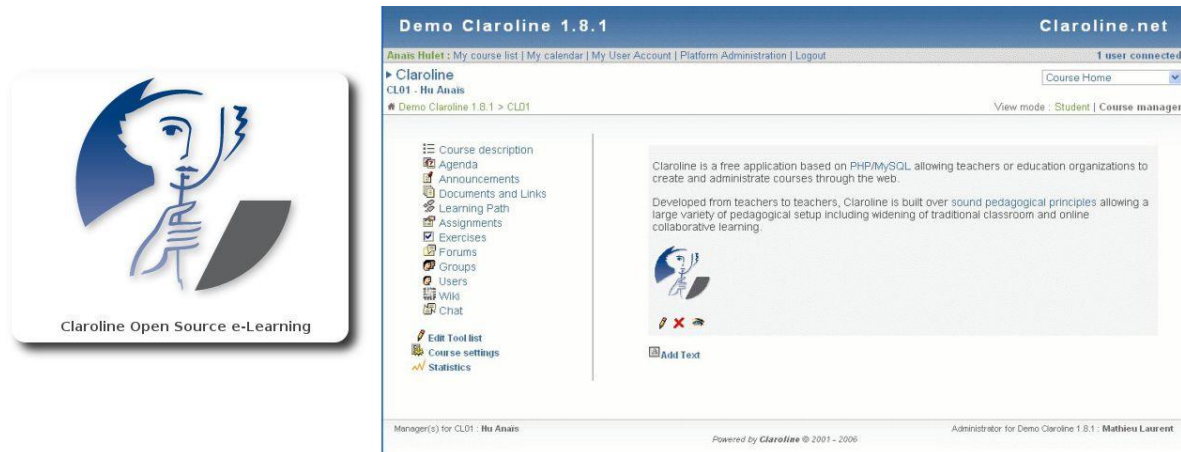 Claroline Open Source e-Learning
Demo Claroline 1.8.1
Claroline.net
Anaïs Hulet : My course list | My calendar | My User Account | Platform Administration | Logout
1 user connected
Claroline
Course Home
CL01 - Hu Anaïs
Demo Claroline 1.8.1 > CL01
View mode : Student | Course manager
Course description
Agenda
Announcements
Documents and Links
Learning Path
Assignments
Exercises
Forums
Groups
Users
Wiki
Chat
Edit Tool list
Course settings
Statistics
Claroline is a free application based on PHP/MySQL allowing teachers or education organizations to
create and administrate courses through the web.
Developed from teachers to teachers, Claroline is built over sound pedagogical principles allowing a
large variety of pedagogical setup including widening of traditional classroom and online
collaborative learning.
Add Text
Manager(s) for CL01 : Hu Anaïs
Administrator for Demo Claroline 1.8.1 : Mathieu Laurent
Powered by Claroline © 2001 - 2006